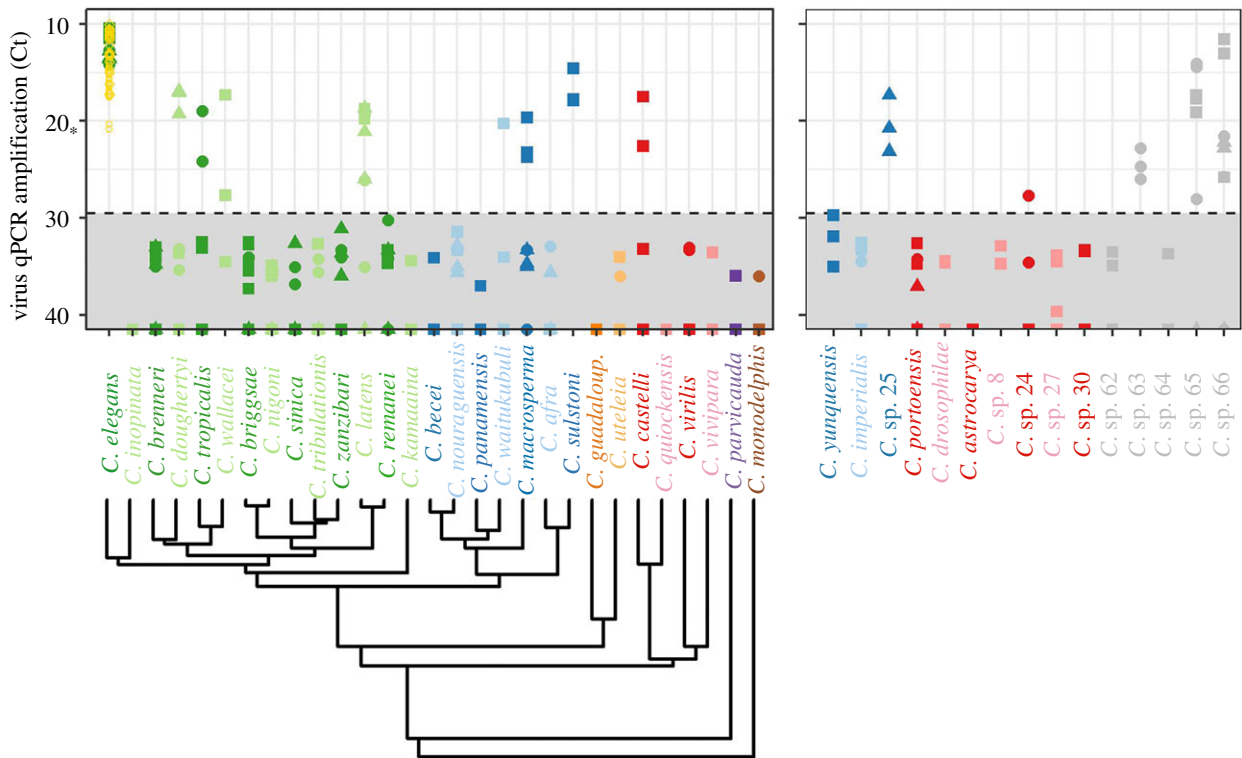 virus qPCR amplification (Ct)
10
20
*
30
40
C. elegans
C. inopinata
C. brenneri
C. doughertyi
C. tropicalis
C. wallacei
C. briggsae
C. nigoni
C. sinica
C. tribulationis
C. zanzibari
C. latens
C. remanei
C. kamaaina
C. becei
C. nouraguensis
C. panamensis
C. waitukubuli
C. macrosperma
C. afra
C. sulstoni
C. guadaloup.
C. uteleia
C. castelli
C. quiockensis
C. virilis
C. vivipara
C. parvicauda
C. monodelphis
C. yunquensis
C. imperialis
C. sp. 25
C. portoensis
C. drosophilae
C. astrocarya
C. sp. 8
C. sp. 24
C. sp. 27
C. sp. 30
C. sp. 62
C. sp. 63
C. sp. 64
C. sp. 65
C. sp. 66